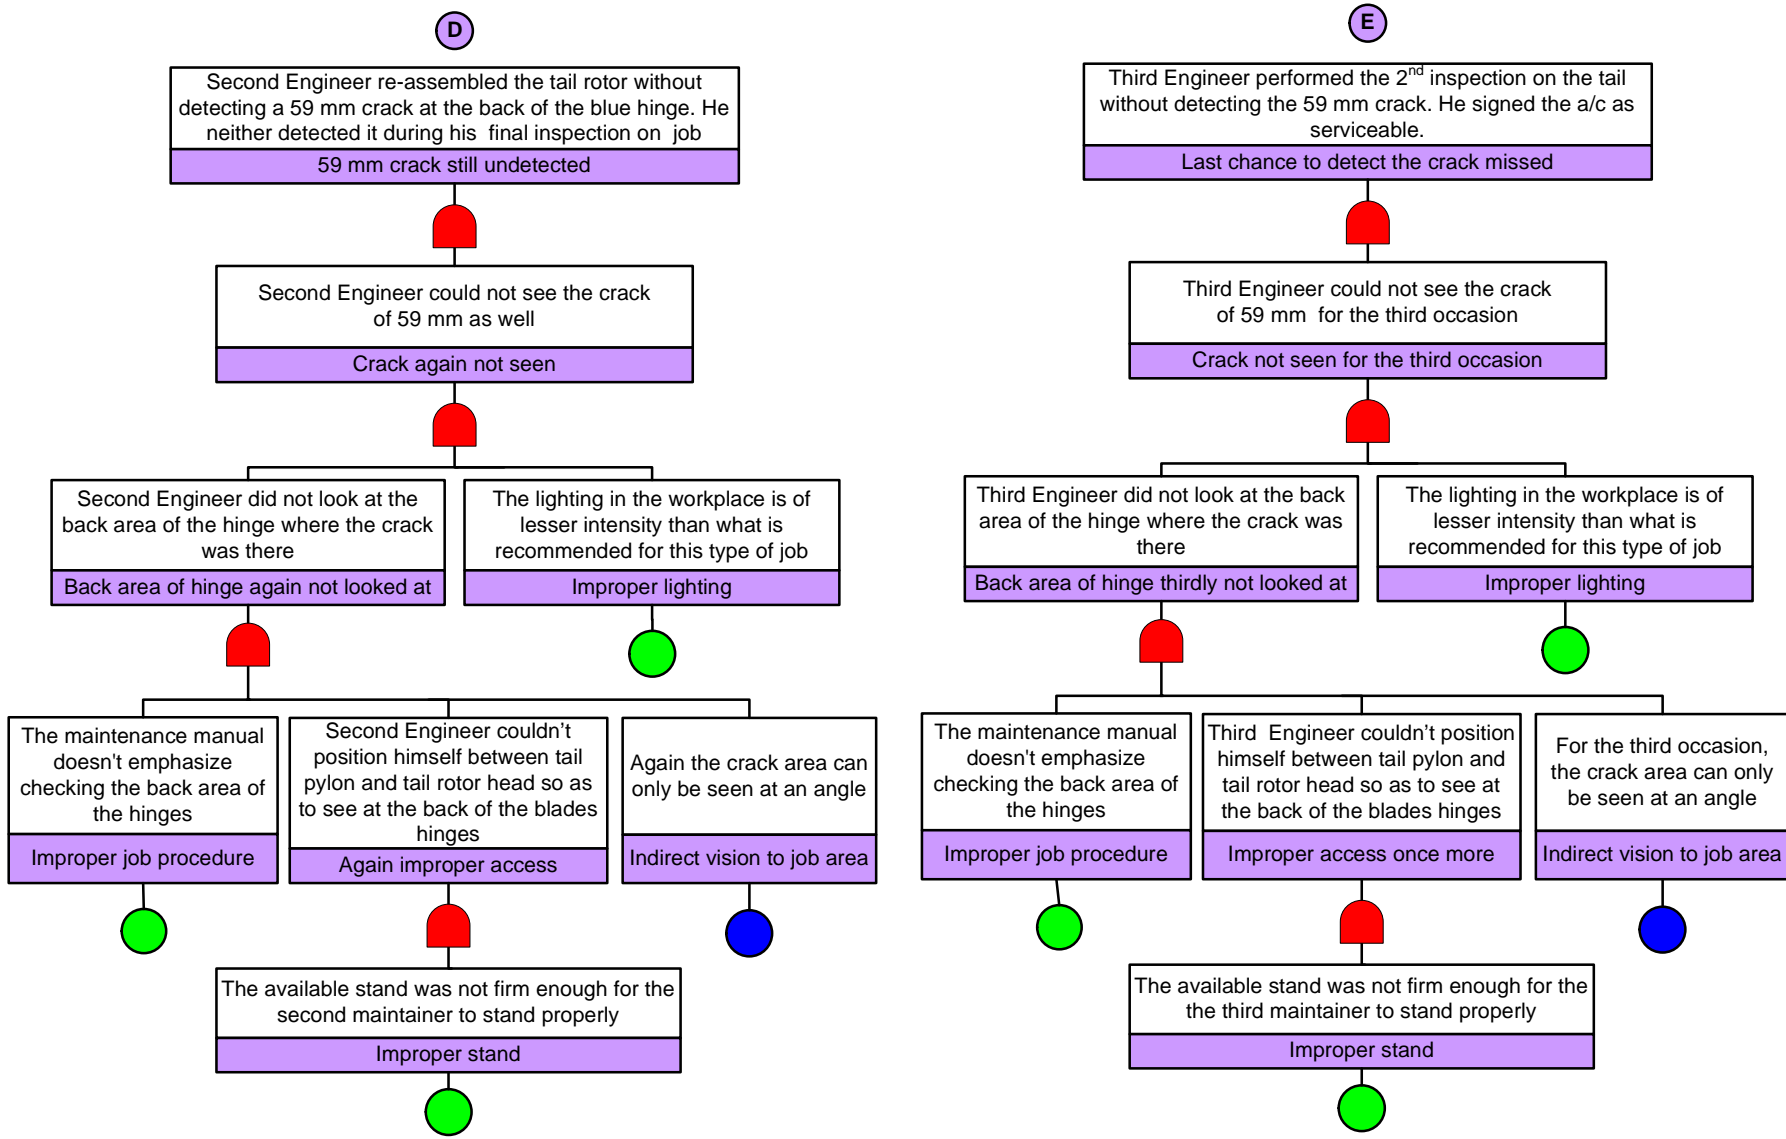 D
Second Engineer re-assembled the tail rotor without
detecting a 59 mm crack at the back of the blue hinge. He
neither detected it during his final inspection on job
59 mm crack still undetected
Second Engineer could not see the crack
of 59 mm as well
Crack again not seen
Second Engineer did not look at the
back area of the hinge where the crack
was there
Back area of hinge again not looked at
The lighting in the workplace is of
lesser intensity than what is
recommended for this type of job
Improper lighting
The maintenance manual
doesn't emphasize
checking the back area of
the hinges
Improper job procedure
Second Engineer couldn't
position himself between tail
pylon and tail rotor head so as
to see at the back of the blades
hinges
Again improper access
Again the crack area can
only be seen at an angle
Indirect vision to job area
The available stand was not firm enough for the
second maintainer to stand properly
Improper stand
E
Third Engineer performed the 2nd inspection on the tail
without detecting the 59 mm crack. He signed the a/c as
serviceable.
Last chance to detect the crack missed
Third Engineer could not see the crack
of 59 mm for the third occasion
Crack not seen for the third occasion
Third Engineer did not look at the back
area of the hinge where the crack was
there
Back area of hinge thirdly not looked at
The lighting in the workplace is of
lesser intensity than what is
recommended for this type of job
Improper lighting
The maintenance manual
doesn't emphasize
checking the back area of
the hinges
Improper job procedure
Third Engineer couldn't position
himself between tail pylon and
tail rotor head so as to see at
the back of the blades hinges
Improper access once more
For the third occasion,
the crack area can only
be seen at an angle
Indirect vision to job area
The available stand was not firm enough for the
the third maintainer to stand properly
Improper stand